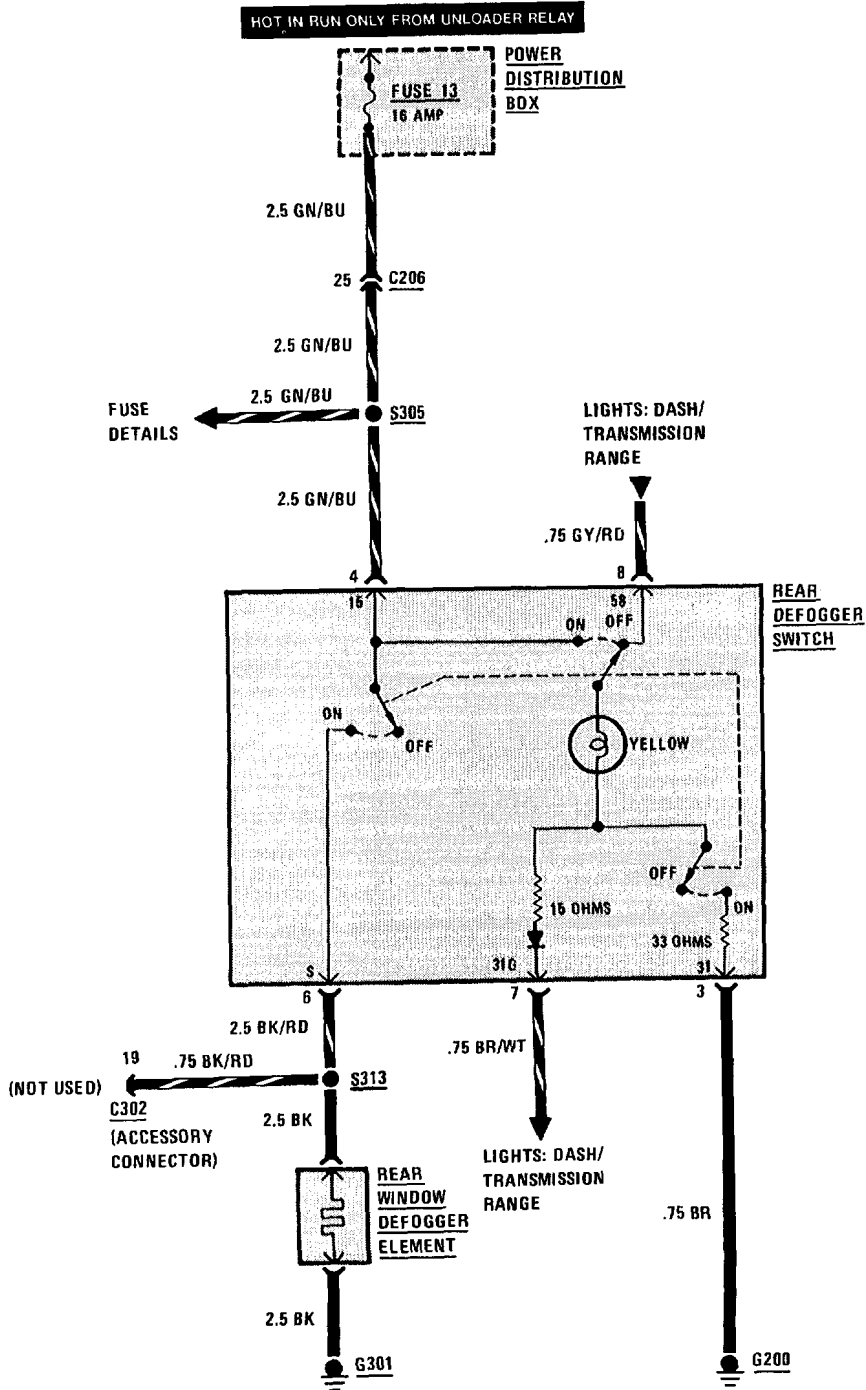 HOT IN RUN ONLY FROM UNLOADER RELAY
POWER
DISTRIBUTION
BOX
FUSE 13
16 AMP
2.5 GN/BU
25
C206
2.5 GN/BU
2.5 GN/BU
S305
FUSE
DETAILS
LIGHTS: DASH/
TRANSMISSION
RANGE
2.5 GN/BU
.75 GY/RD
4
8
15
58
REAR
DEFOGGER
SWITCH
ON
OFF
ON
OFF
YELLOW
OFF
ON
15 OHMS
33 OHMS
S
31G
31
6
7
3
2.5 BK/RD
.75 BR/WT
19
.75 BK/RD
(NOT USED)
S313
C302
(ACCESSORY
CONNECTOR)
2.5 BK
LIGHTS: DASH/
TRANSMISSION
RANGE
REAR
WINDOW
DEFOGGER
ELEMENT
.75 BR
2.5 BK
G301
G200